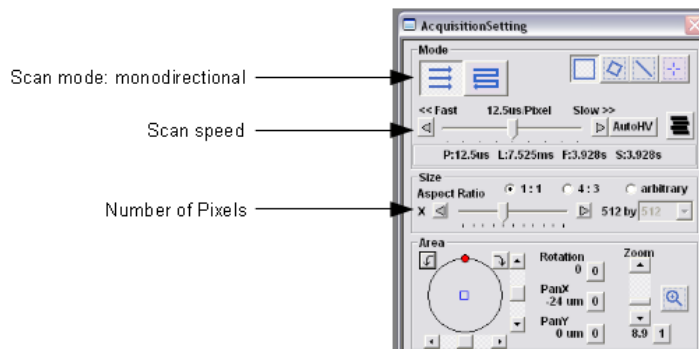 AcquisitionSetting
Mode
Scan mode: monodirectional
<< Fast 12.5us/Pixel Slow >>
Scan speed
AutoHV
P:12.5us L:7.525ms F:3.928s S:3.928s
Size
Aspect Ratio 1:1 4:3 arbitrary
Number of Pixels
X 512 by 512
Area
Rotation Zoom
0 0
PanX
-24 um 0
PanY
0 um 0 8.9 1